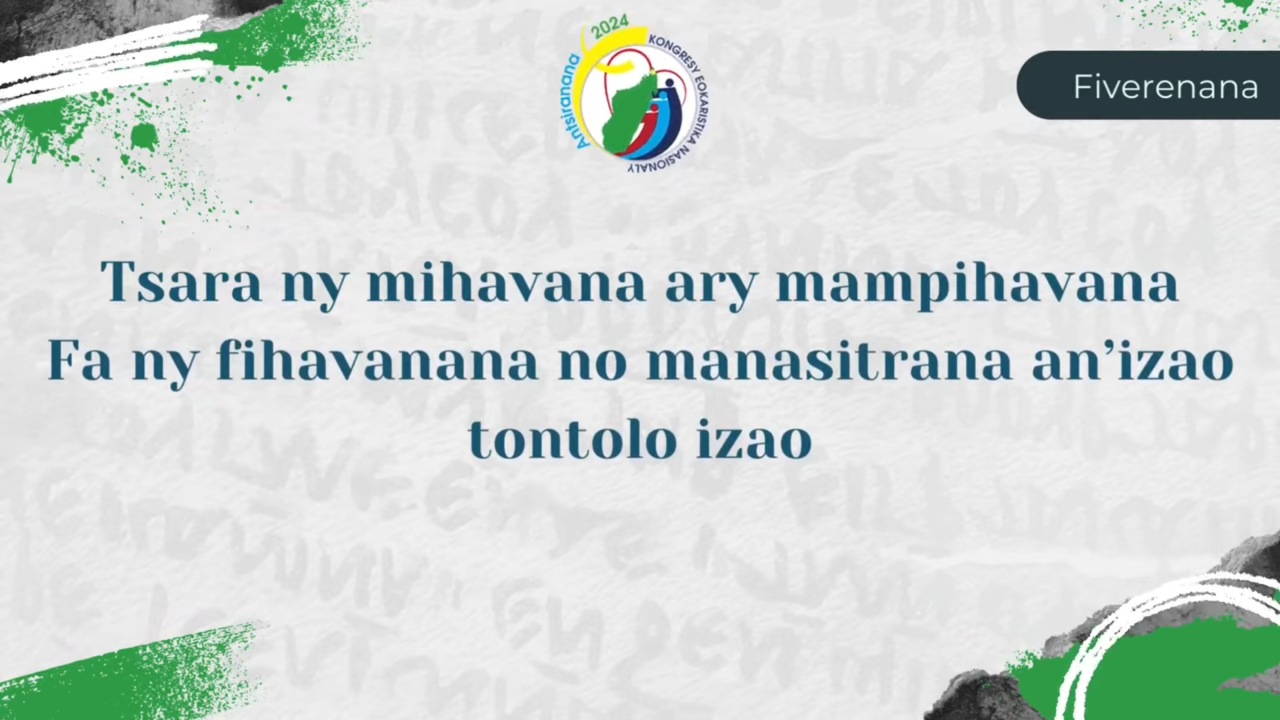 2024
Antsiranana
KONGRESY EOKARISTIKA NASIONALY
Fiverenana
Tsara ny mihavana ary mampihavana
Fa ny fihavanana no manasitrana an’izao
tontolo izao